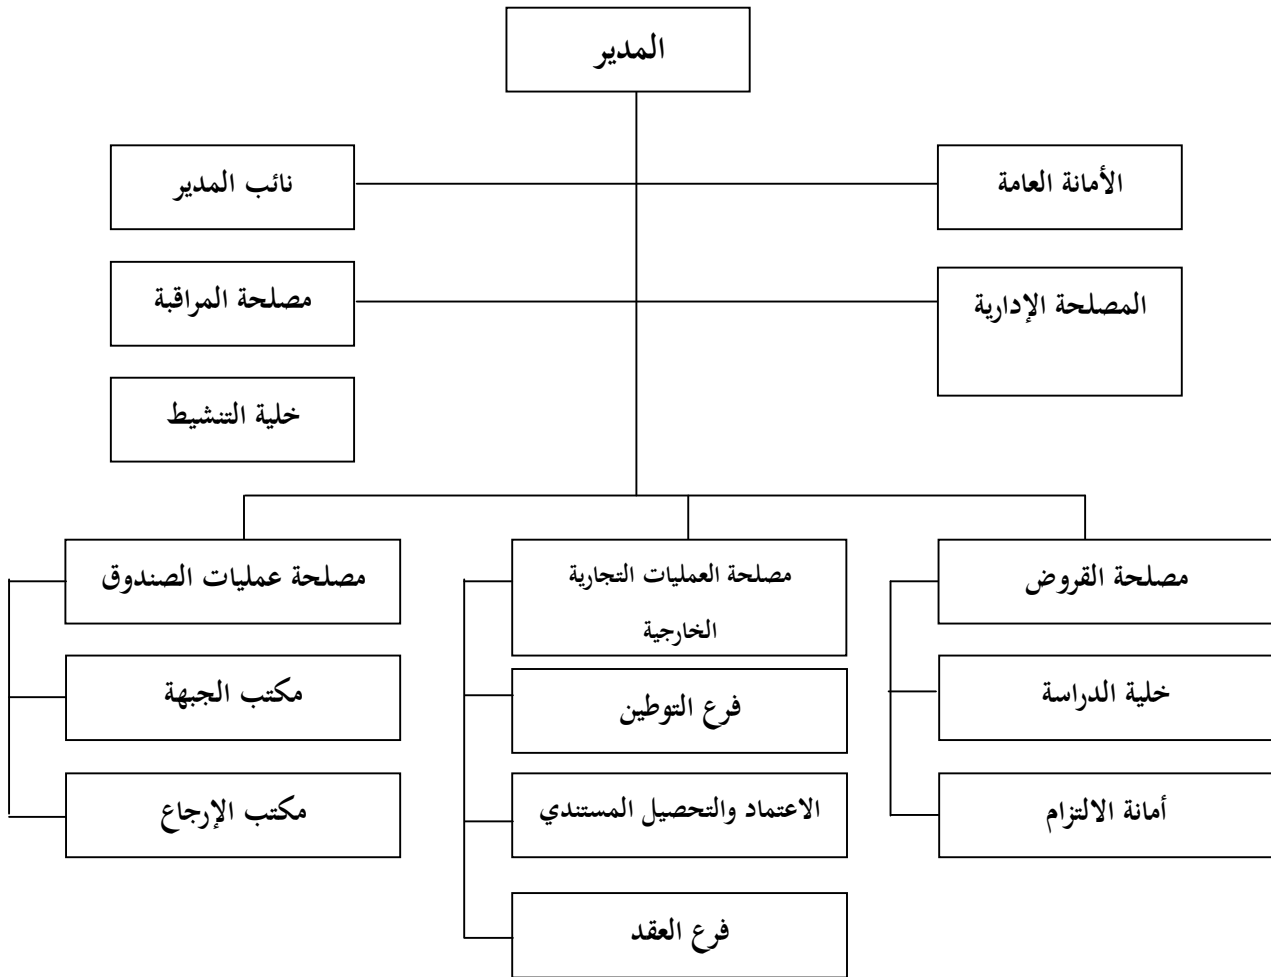 المدير
الأمانة العامة
نائب المدير
المصلحة الإدارية
مصلحة المراقبة
خلية التنشيط
مصلحة القروض
خلية الدراسة
أمانة الالتزام
مصلحة العمليات التجارية
الخارجية
فرع التوطين
الاعتماد والتحصيل المستندي
فرع العقد
مصلحة عمليات الصندوق
مكتب الجبهة
مكتب الإرجاع